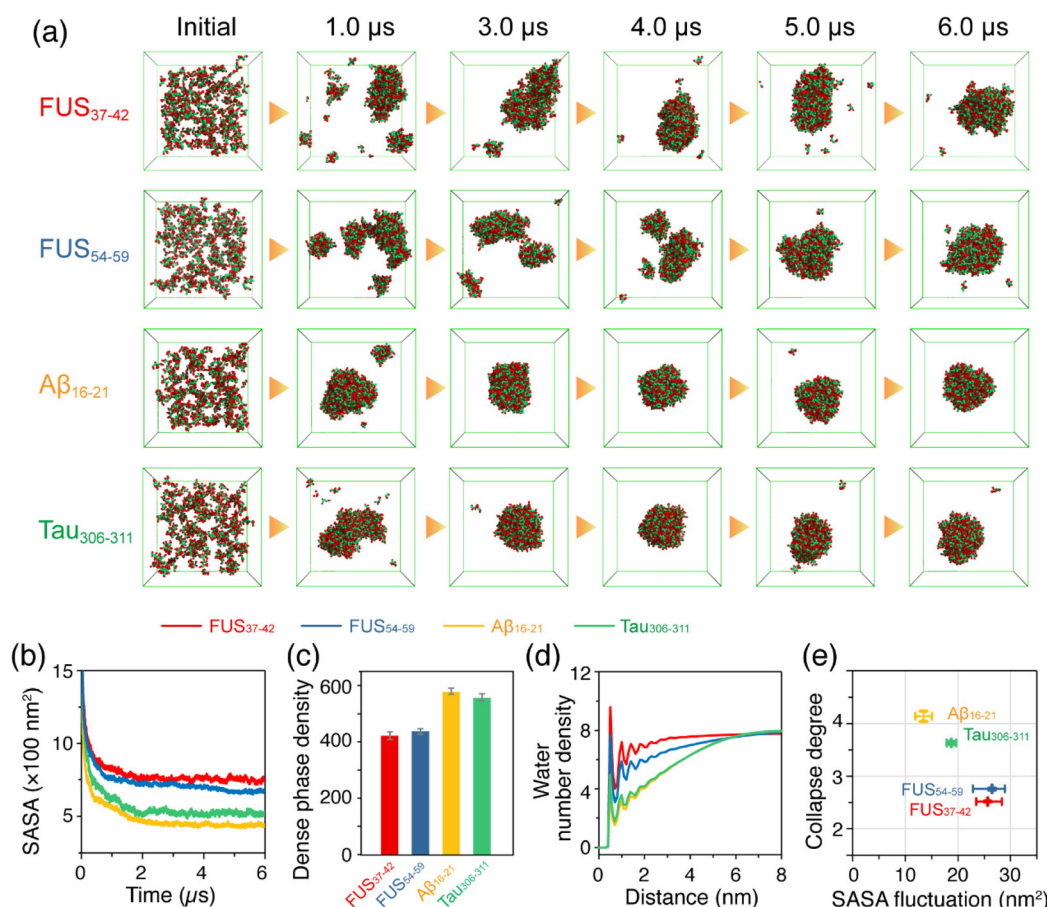 (a) Initial 1.0 µs 3.0 µs 4.0 µs 5.0 µs 6.0 µs
FUS37-42
FUS54-59
Aβ16-21
Tau306-311
FUS37-42 FUS54-59 Aβ16-21 Tau306-311
(b) (c) (d) (e)
SASA (×100 nm²)
15
10
5
0 2 4 6
Time (µs)
Dense phase density
600
400
200
0
FUS37-42 FUS54-59 Aβ16-21 Tau306-311
Water
number density
12
8
4
0
0 2 4 6 8
Distance (nm)
Collapse degree
4
3
2
Aβ16-21
Tau306-311
FUS54-59
FUS37-42
0 10 20 30
SASA fluctuation (nm²)